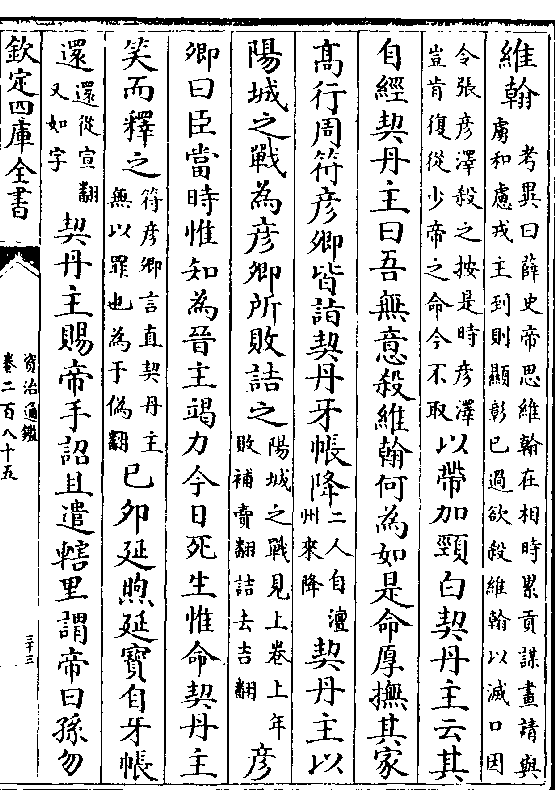 維翰考異曰薛史帝思維翰在相時累貢謀畫請與
虜和慮戎主到則顯彰已過欲殺維翰以滅口因
令張彥澤殺之按是時彥澤
豈肯復從少帝之命今不取以帶加頸白契丹主云其
自經契丹主曰吾無意殺維翰何為如是命厚撫其家
髙行周符彦卿皆詣契丹牙帳降二人自澶
州來降契丹主以
陽城之戰為彦卿所敗詰之陽城之戰見上卷上年
敗補賣翻詰去吉翻彦
卿曰臣當時惟知為晉主竭力今日死生惟命契丹主
笑而釋之符彥卿言直契丹主
無以罪也為于偽翻己卯延煦延寶自牙帳
還還從宣翻
又如字契丹主賜帝手詔且遣轄里謂帝曰孫勿
欽定四庫全書
資治通鑑
卷二百八十五
三十三